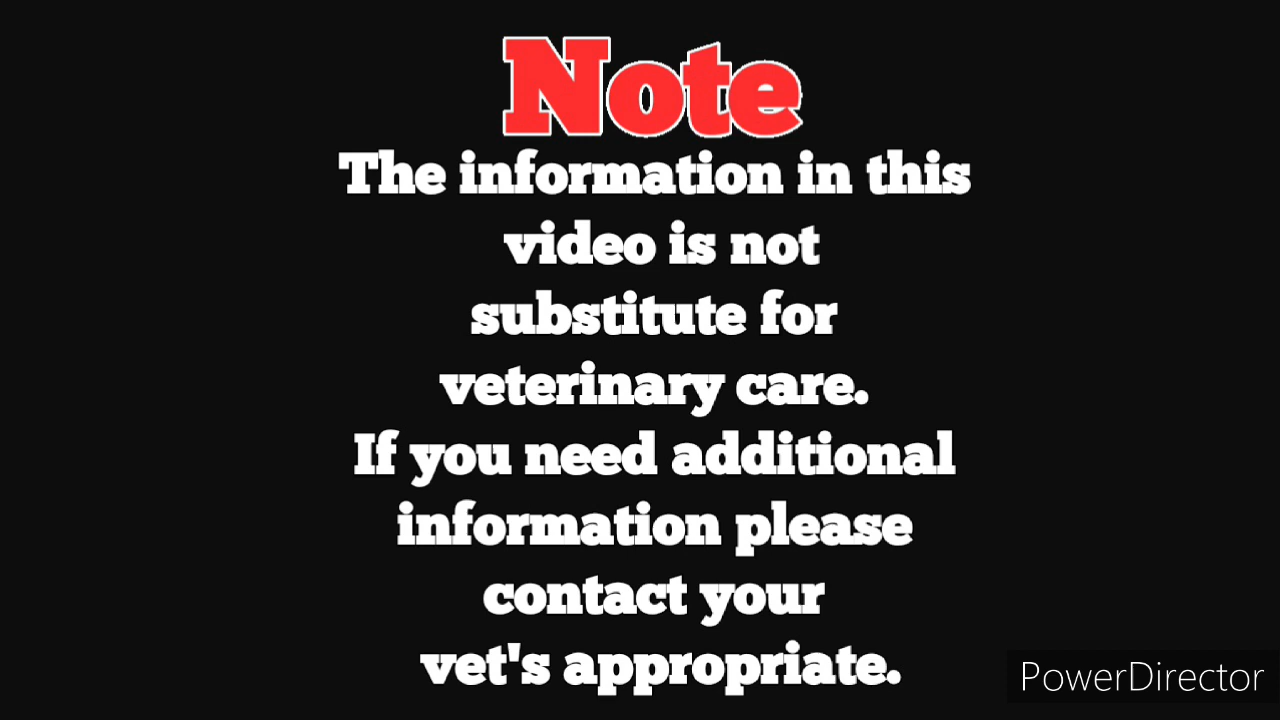 Note
The information in this
video is not
substitute for
veterinary care.
If you need additional
information please
contact your
vet's appropriate.
PowerDirector